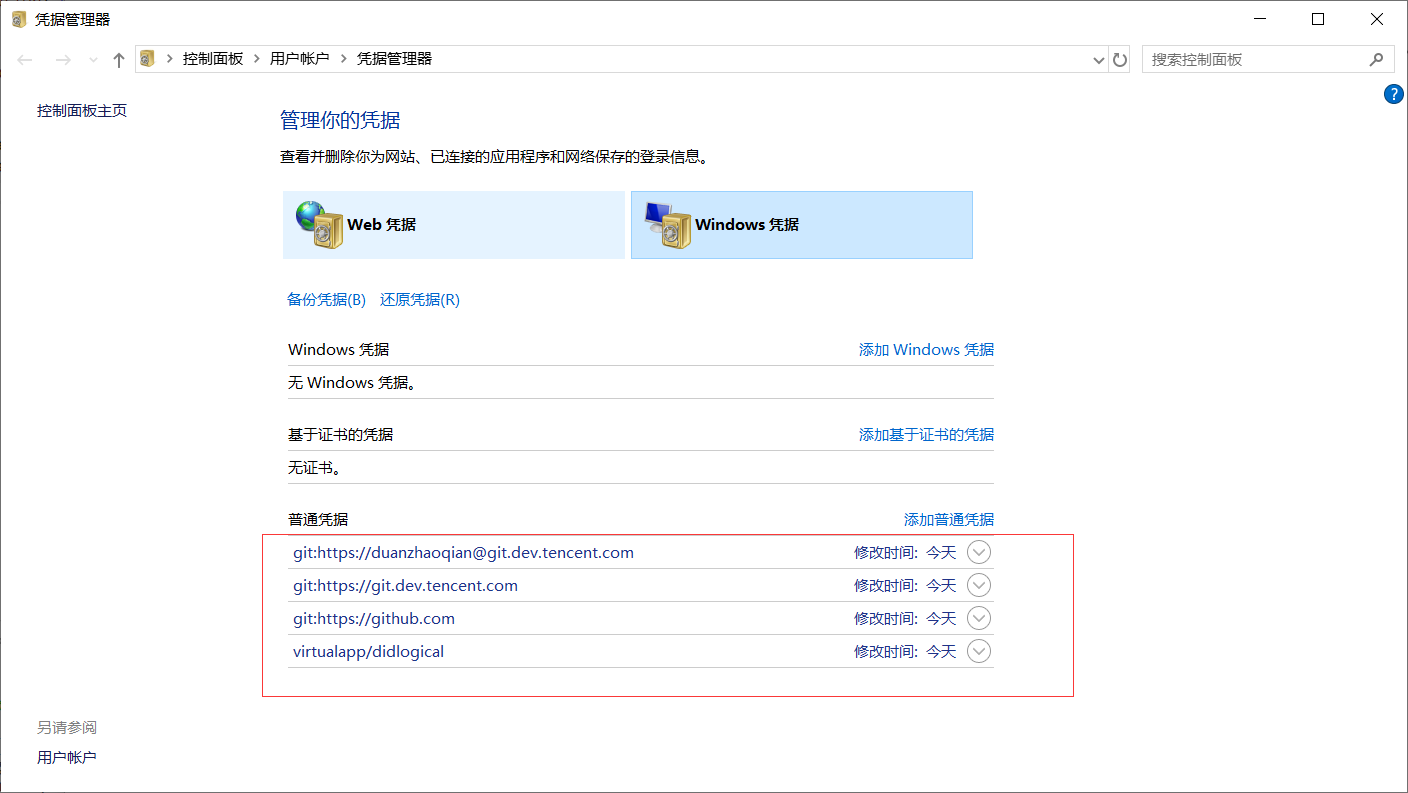 凭据管理器
控制面板 > 用户帐户 > 凭据管理器
搜索控制面板
?
控制面板主页
管理你的凭据
查看并删除你为网站、已连接的应用程序和网络保存的登录信息。
Web 凭据
Windows 凭据
备份凭据(B) 还原凭据(R)
Windows 凭据 添加 Windows 凭据
无 Windows 凭据。
基于证书的凭据 添加基于证书的凭据
无证书。
普通凭据 添加普通凭据
git:https://duanzhaoqian@git.dev.tencent.com 修改时间: 今天
git:https://git.dev.tencent.com 修改时间: 今天
git:https://github.com 修改时间: 今天
virtualapp/didlogical 修改时间: 今天
另请参阅
用户帐户